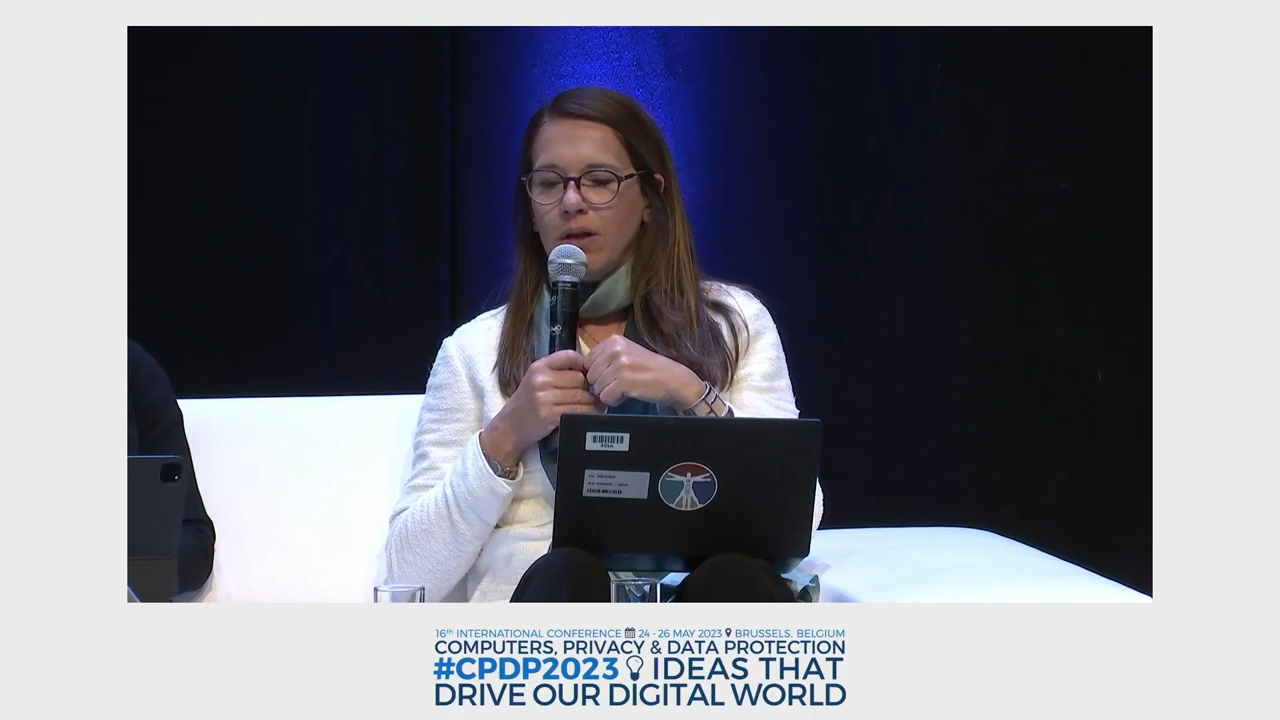 16th INTERNATIONAL CONFERENCE 24 - 26 MAY 2023 BRUSSELS, BELGIUM
COMPUTERS, PRIVACY & DATA PROTECTION
#CPDP2023 IDEAS THAT
DRIVE OUR DIGITAL WORLD